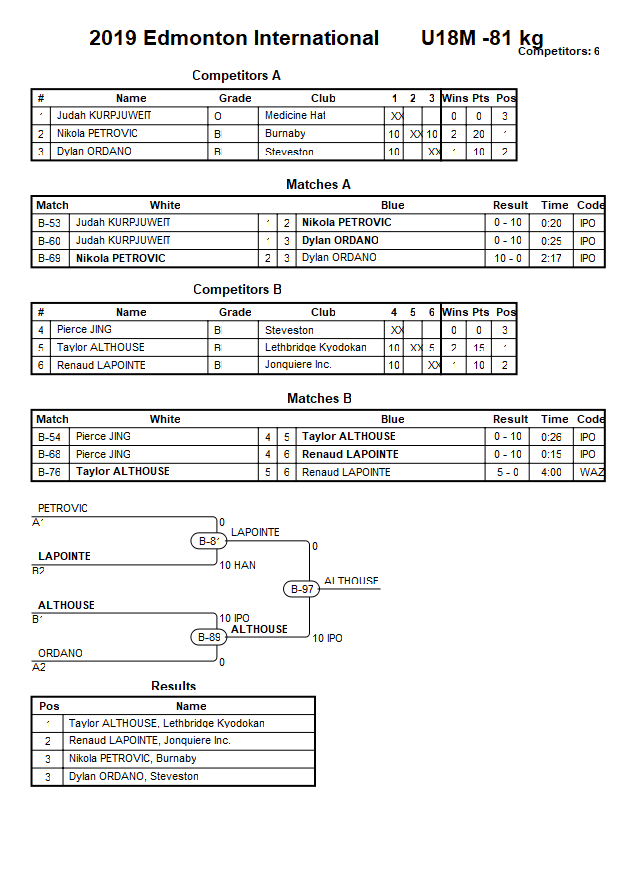 2019 Edmonton International U18M -81 kg
Competitors: 6
Competitors A
# Name Grade Club 1 2 3 Wins Pts Pos
1 Judah KURPJUWEIT O Medicine Hat XX 0 0 3
2 Nikola PETROVIC B Burnaby 10 XX 10 2 20 1
3 Dylan ORDANO B Steveston 10 XX 1 10 2
Matches A
Match White Blue Result Time Code
B-53 Judah KURPJUWEIT 1 2 Nikola PETROVIC 0 - 10 0:20 IPO
B-60 Judah KURPJUWEIT 1 3 Dylan ORDANO 0 - 10 0:25 IPO
B-69 Nikola PETROVIC 2 3 Dylan ORDANO 10 - 0 2:17 IPO
Competitors B
# Name Grade Club 4 5 6 Wins Pts Pos
4 Pierce JING B Steveston XX 0 0 3
5 Taylor ALTHOUSE B Lethbridge Kyodokan 10 XX 5 2 15 1
6 Renaud LAPOINTE B Jonquiere Inc. 10 XX 1 10 2
Matches B
Match White Blue Result Time Code
B-54 Pierce JING 4 5 Taylor ALTHOUSE 0 - 10 0:26 IPO
B-68 Pierce JING 4 6 Renaud LAPOINTE 0 - 10 0:15 IPO
B-76 Taylor ALTHOUSE 5 6 Renaud LAPOINTE 5 - 0 4:00 WAZ
PETROVIC
A1 0
B-81 LAPOINTE
LAPOINTE 0
B2 10 HAN
B-97 ALTHOUSE
ALTHOUSE
B1 10 IPO
B-89 ALTHOUSE 10 IPO
ORDANO
A2 0
Results
Pos Name
1 Taylor ALTHOUSE, Lethbridge Kyodokan
2 Renaud LAPOINTE, Jonquiere Inc.
3 Nikola PETROVIC, Burnaby
3 Dylan ORDANO, Steveston